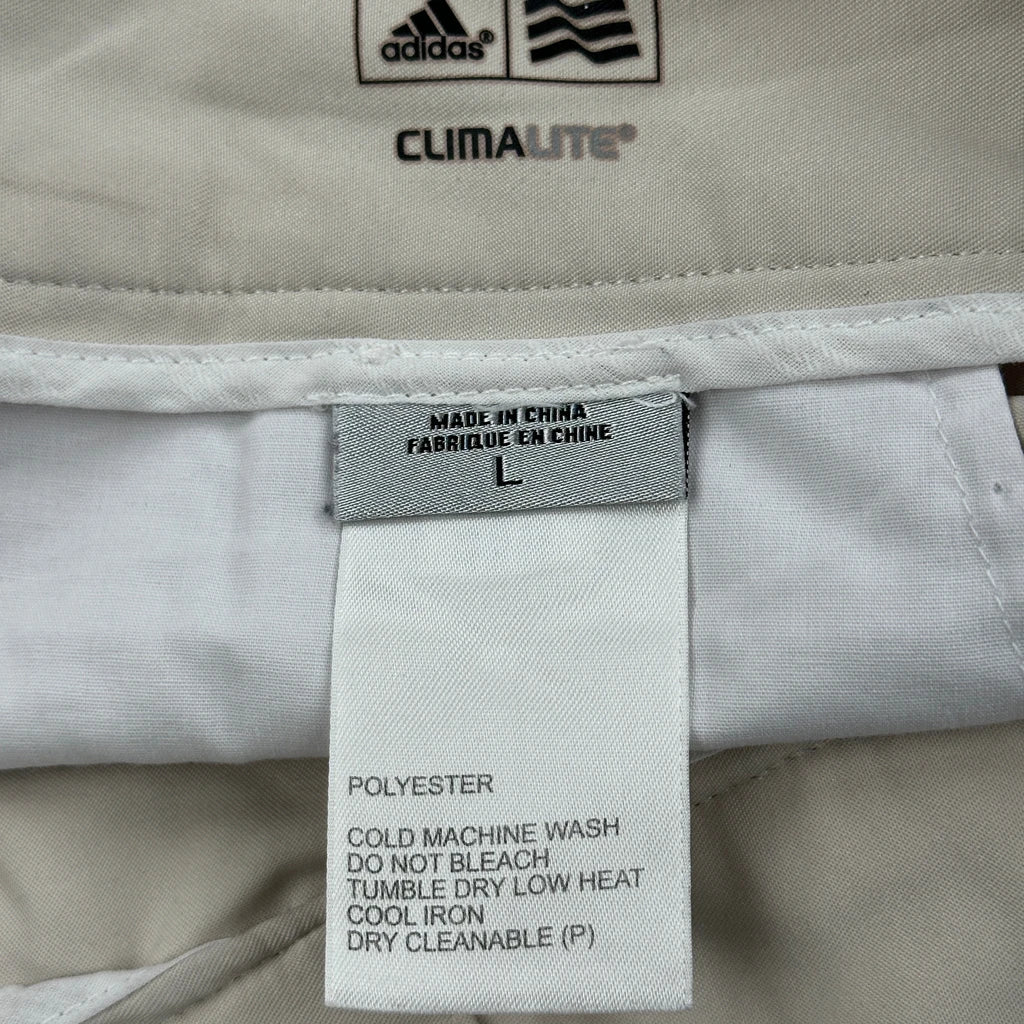 adidas®
CLIMALITE®
MADE IN CHINA
FABRIQUE EN CHINE
L
POLYESTER
COLD MACHINE WASH
DO NOT BLEACH
TUMBLE DRY LOW HEAT
COOL IRON
DRY CLEANABLE (P)